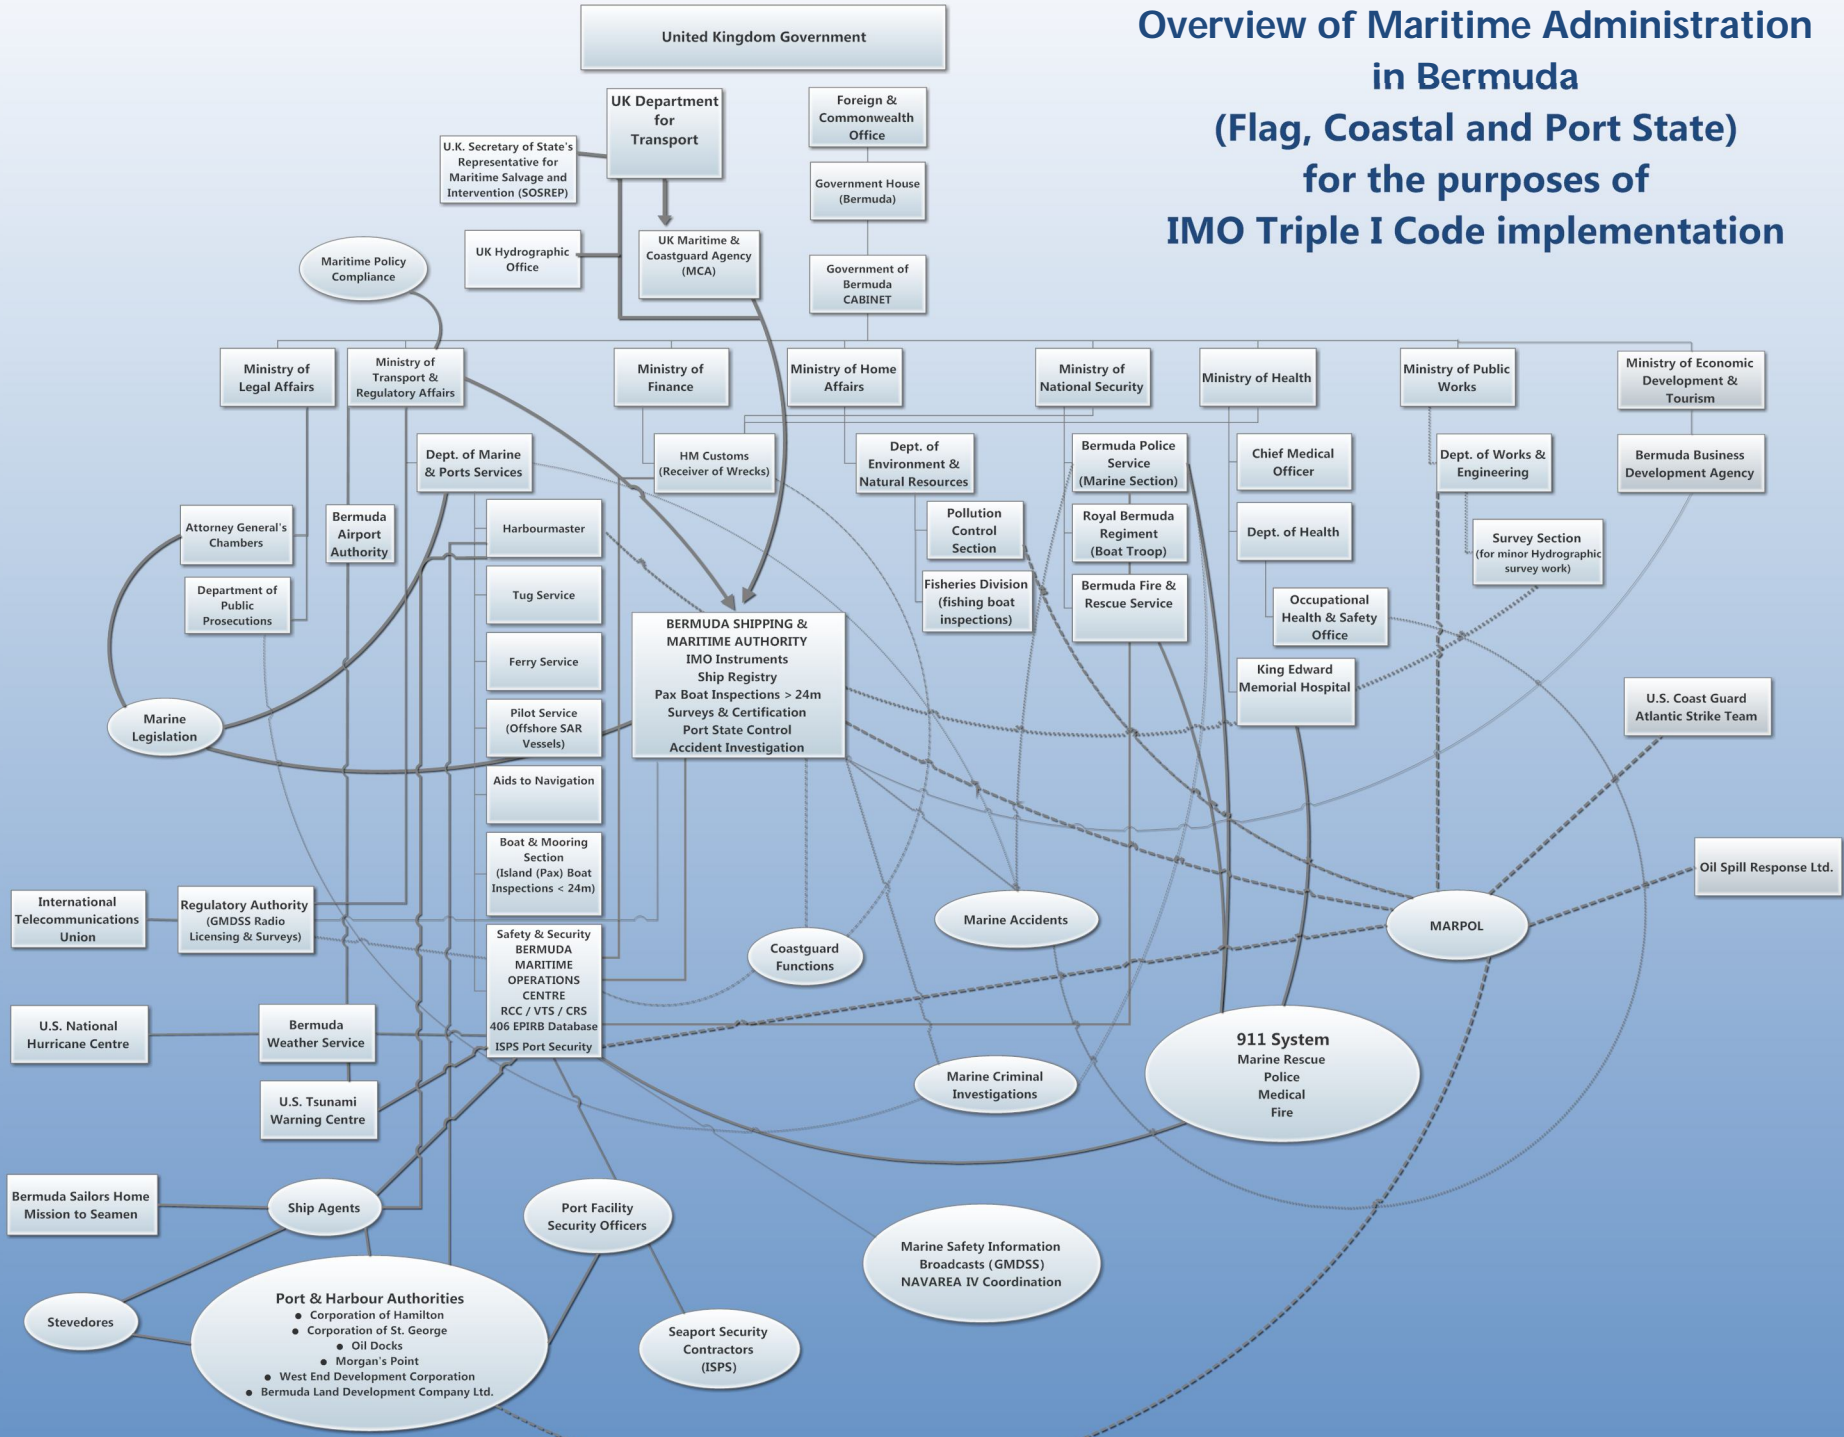 Overview of Maritime Administration
in Bermuda
(Flag, Coastal and Port State)
for the purposes of
IMO Triple I Code implementation
United Kingdom Government
UK Department
for
Transport
Foreign &
Commonwealth
Office
U.K. Secretary of State's
Representative for
Maritime Salvage and
Intervention (SOSREP)
Government House
(Bermuda)
UK Hydrographic
Office
UK Maritime &
Coastguard Agency
(MCA)
Maritime Policy
Compliance
Government of
Bermuda
CABINET
Ministry of
Legal Affairs
Ministry of
Transport &
Regulatory Affairs
Ministry of
Finance
Ministry of Home
Affairs
Ministry of
National Security
Ministry of Health
Ministry of Public
Works
Ministry of Economic
Development &
Tourism
Dept. of Marine
& Ports Services
HM Customs
(Receiver of Wrecks)
Dept. of
Environment &
Natural Resources
Bermuda Police
Service
(Marine Section)
Chief Medical
Officer
Dept. of Works &
Engineering
Bermuda Business
Development Agency
Attorney General's
Chambers
Bermuda
Airport
Authority
Harbourmaster
Pollution
Control
Section
Royal Bermuda
Regiment
(Boat Troop)
Dept. of Health
Survey Section
(for minor Hydrographic
survey work)
Department of
Public
Prosecutions
Tug Service
Fisheries Division
(fishing boat
inspections)
Bermuda Fire &
Rescue Service
Occupational
Health & Safety
Office
BERMUDA SHIPPING &
MARITIME AUTHORITY
IMO Instruments
Ship Registry
Pax Boat Inspections > 24m
Surveys & Certification
Port State Control
Accident Investigation
Ferry Service
King Edward
Memorial Hospital
U.S. Coast Guard
Atlantic Strike Team
Marine
Legislation
Pilot Service
(Offshore SAR
Vessels)
Aids to Navigation
Boat & Mooring
Section
(Island (Pax) Boat
Inspections < 24m)
Oil Spill Response Ltd.
International
Telecommunications
Union
Regulatory Authority
(GMDSS Radio
Licensing & Surveys)
Marine Accidents
MARPOL
Safety & Security
BERMUDA
MARITIME
OPERATIONS
CENTRE
RCC / VTS / CRS
406 EPIRB Database
ISPS Port Security
Coastguard
Functions
U.S. National
Hurricane Centre
Bermuda
Weather Service
911 System
Marine Rescue
Police
Medical
Fire
U.S. Tsunami
Warning Centre
Marine Criminal
Investigations
Bermuda Sailors Home
Mission to Seamen
Ship Agents
Port Facility
Security Officers
Marine Safety Information
Broadcasts (GMDSS)
NAVAREA IV Coordination
Stevedores
Port & Harbour Authorities
● Corporation of Hamilton
● Corporation of St. George
● Oil Docks
● Morgan's Point
● West End Development Corporation
● Bermuda Land Development Company Ltd.
Seaport Security
Contractors
(ISPS)